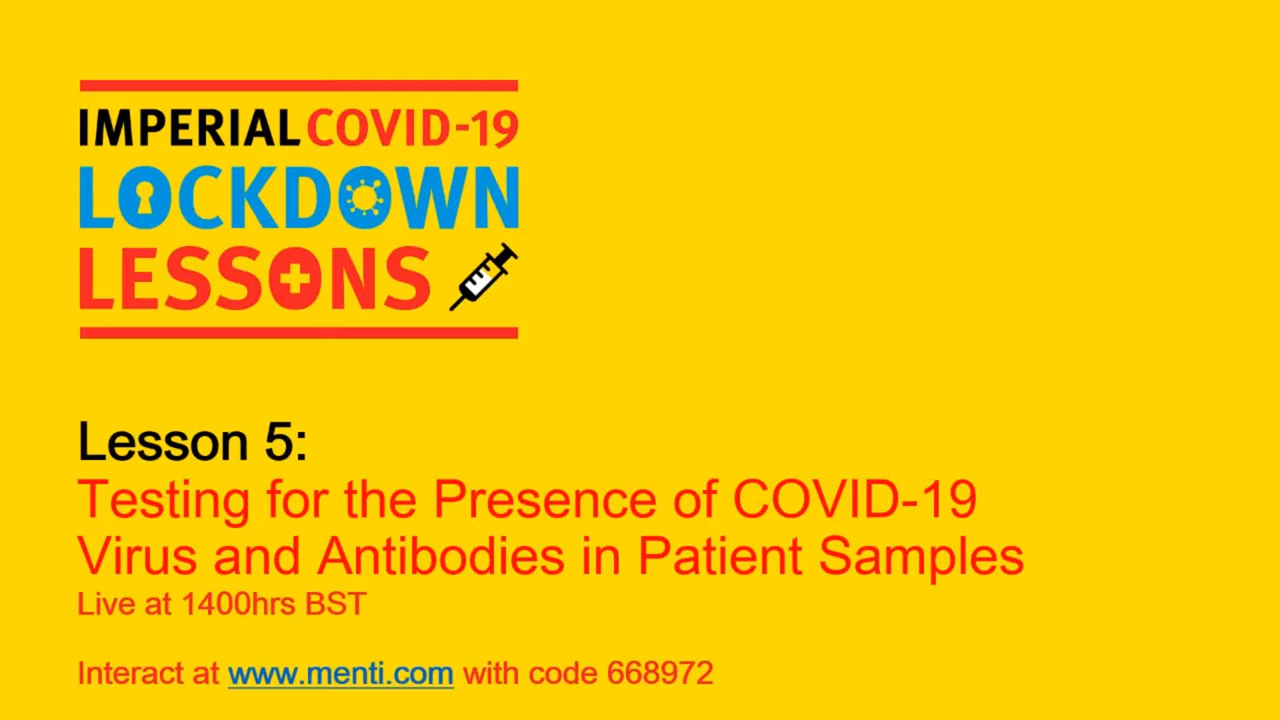 IMPERIAL COVID-19
LOCKDOWN
LESSONS
Lesson 5:
Testing for the Presence of COVID-19
Virus and Antibodies in Patient Samples
Live at 1400hrs BST
Interact at www.menti.com with code 668972